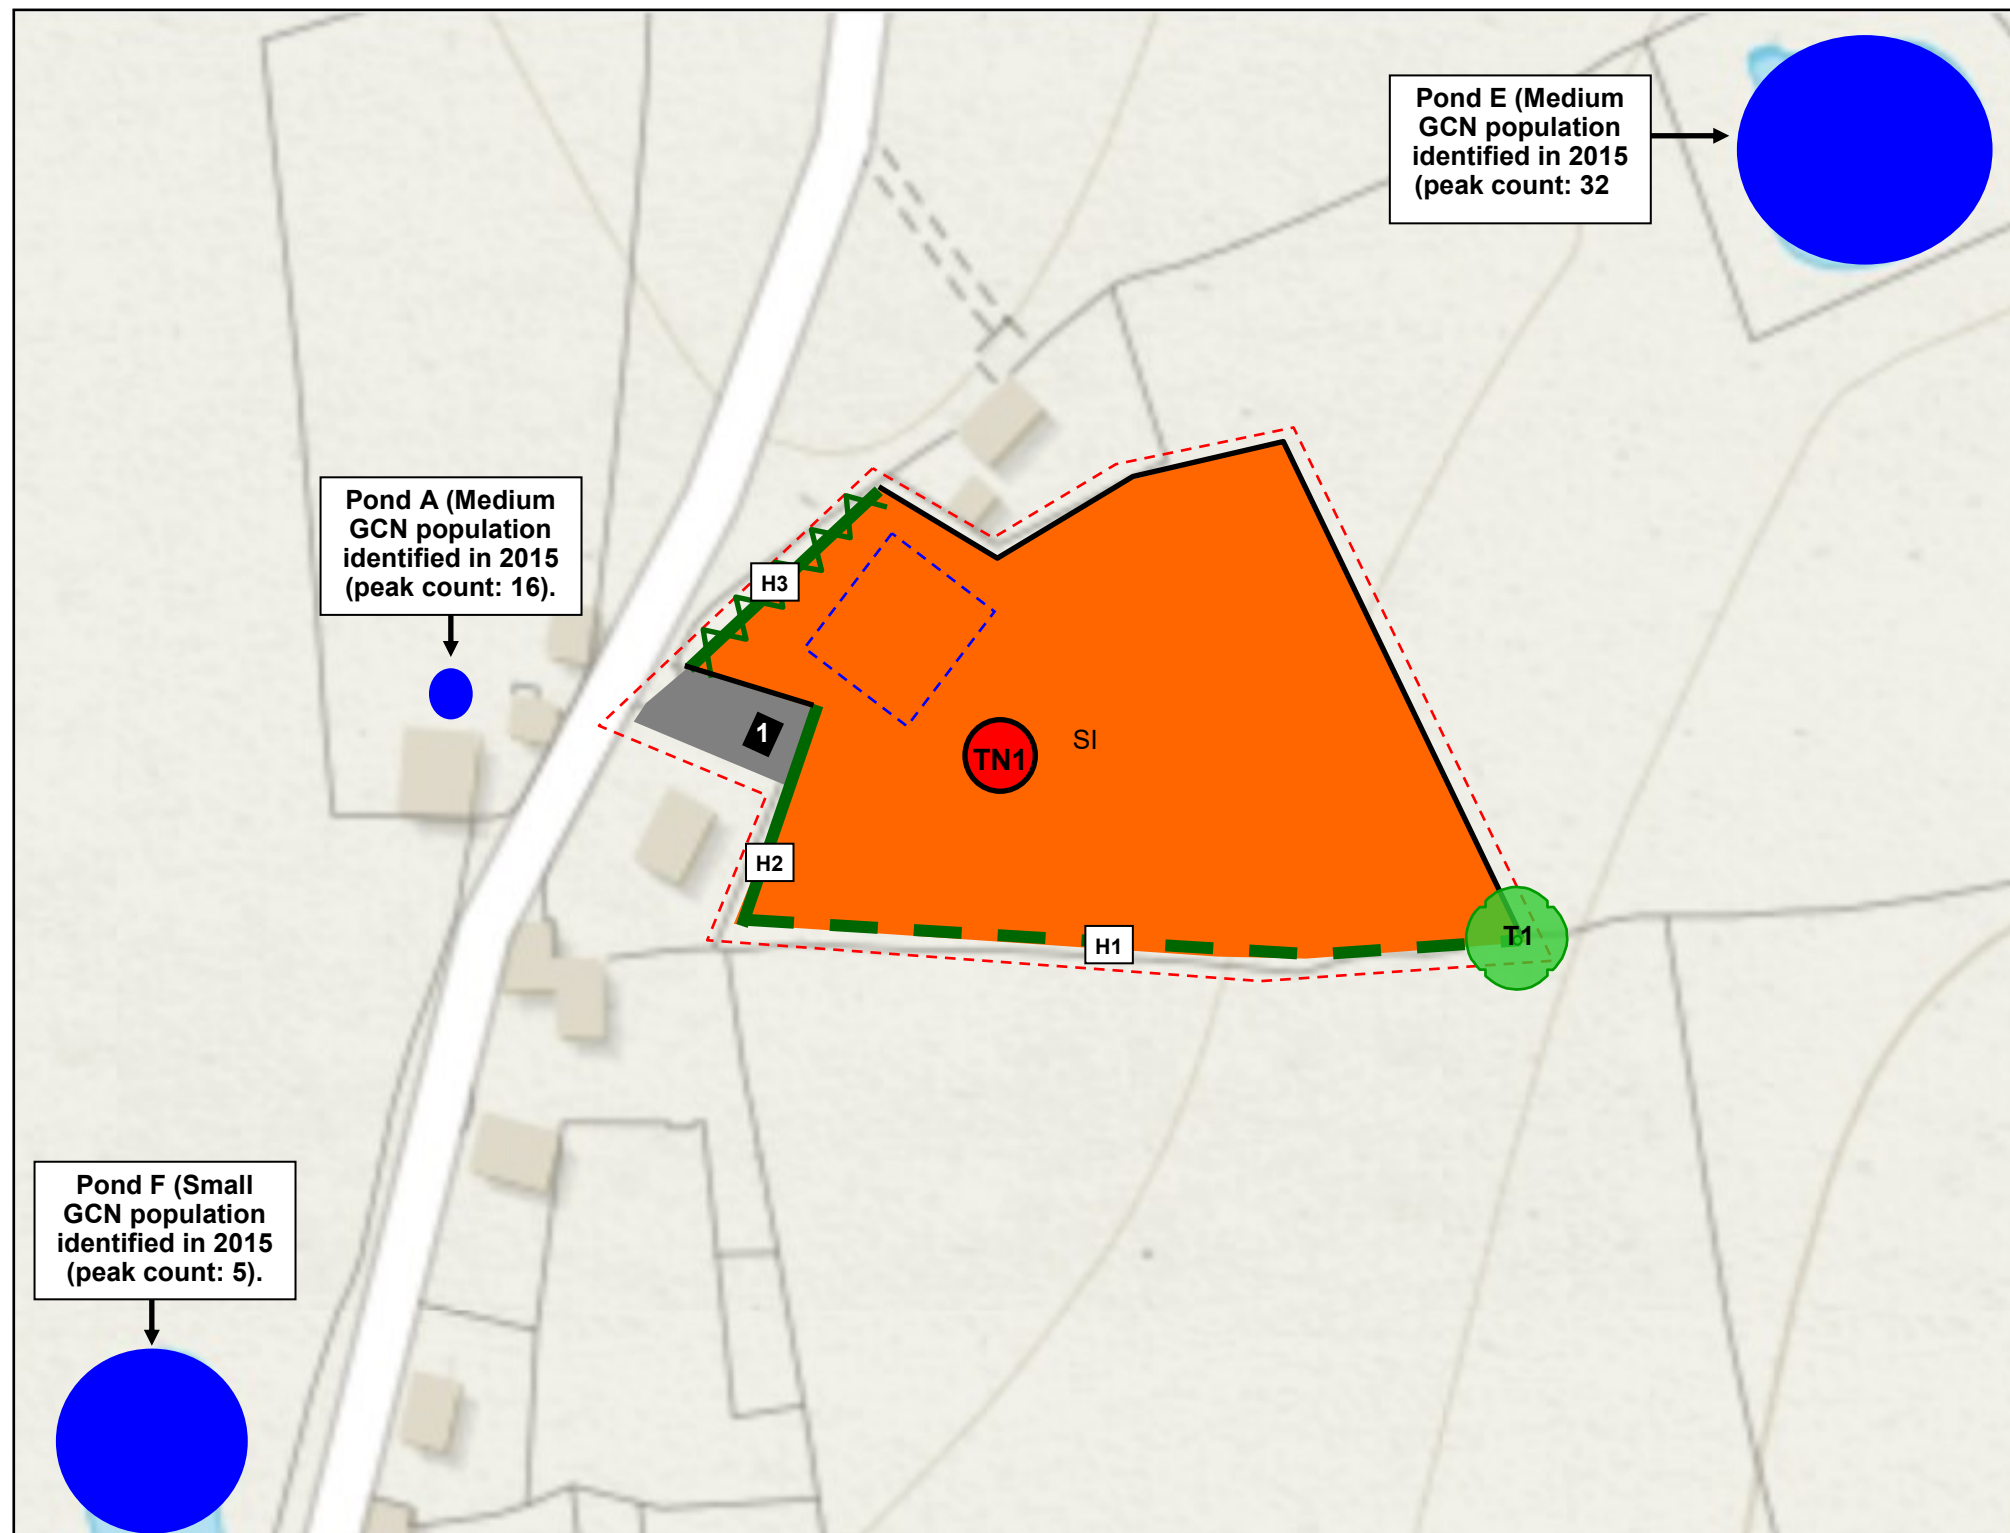 Pond E (Medium
GCN population
identified in 2015
(peak count: 32
Pond A (Medium
GCN population
identified in 2015
(peak count: 16).
H3
1
TN1
SI
H2
H1
T1
Pond F (Small
GCN population
identified in 2015
(peak count: 5).